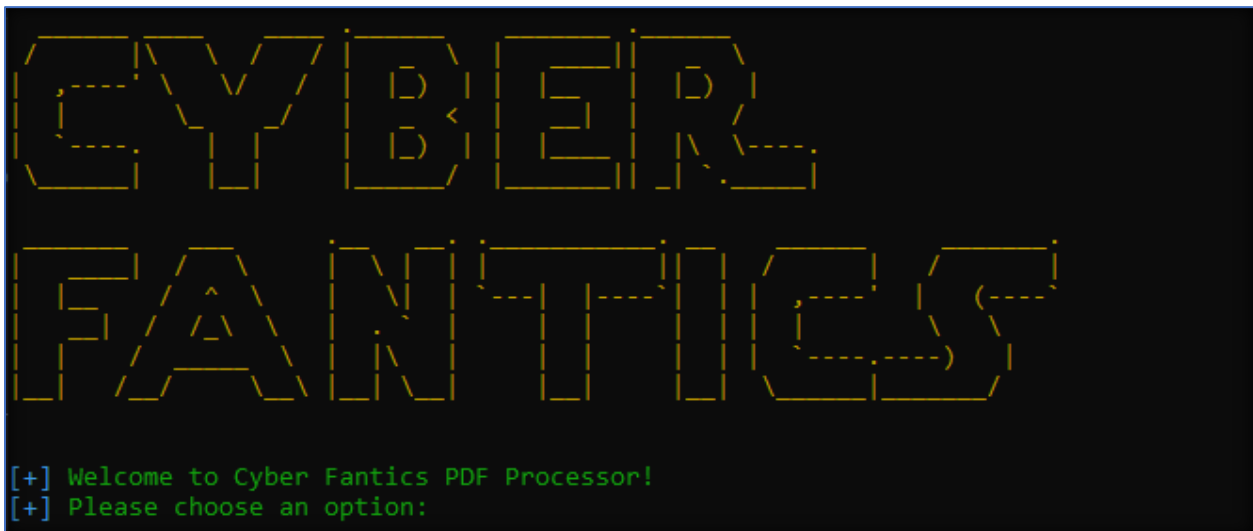 CYBER
FANTICS
[+] Welcome to Cyber Fantics PDF Processor!
[+] Please choose an option: